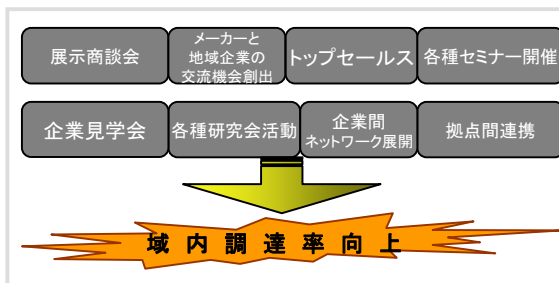 展示商談会
メーカーと
地域企業の
交流機会創出
トップセールス
各種セミナー開催
企業見学会
各種研究会活動
企業間
ネットワーク展開
拠点間連携
域内調達率向上